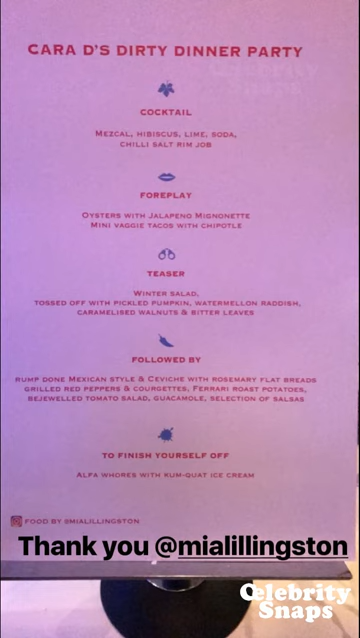 CARA D'S DIRTY DINNER PARTY
Celebrity
Snaps
COCKTAIL
MEZCAL, HIBISCUS, LIME, SODA,
CHILLI SALT RIM JOB
FOREPLAY
OYSTERS WITH JALAPENO MIGNONETTE
MINI VAGGIE TACOS WITH CHIPOTLE
TEASER
WINTER SALAD,
TOSSED OFF WITH PICKLED PUMPKIN, WATERMELLON RADDISH,
CARAMELISED WALNUTS & BITTER LEAVES
FOLLOWED BY
RUMP DONE MEXICAN STYLE & CEVICHE WITH ROSEMARY FLAT BREADS
GRILLED RED PEPPERS & COURGETTES, FERRARI ROAST POTATOES,
BEJEWELLED TOMATO SALAD, GUACAMOLE, SELECTION OF SALSAS
TO FINISH YOURSELF OFF
ALFA WHORES WITH KUM-QUAT ICE CREAM
FOOD BY @MIALILLINGSTON
Thank you @mialillingston
Celebrity
Snaps